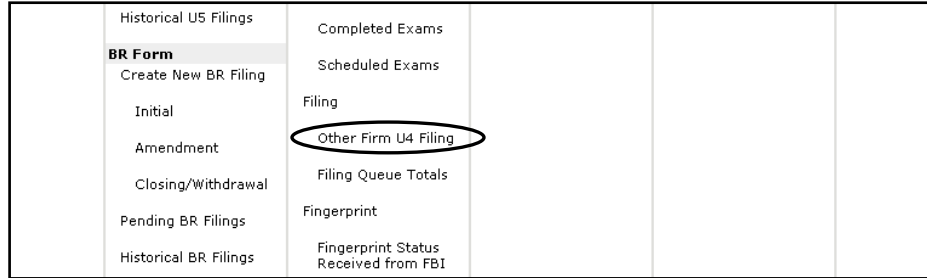 Historical U5 Filings
BR Form
Create New BR Filing
Initial
Amendment
Closing/Withdrawal
Pending BR Filings
Historical BR Filings
Completed Exams
Scheduled Exams
Filing
Other Firm U4 Filing
Filing Queue Totals
Fingerprint
Fingerprint Status
Received from FBI